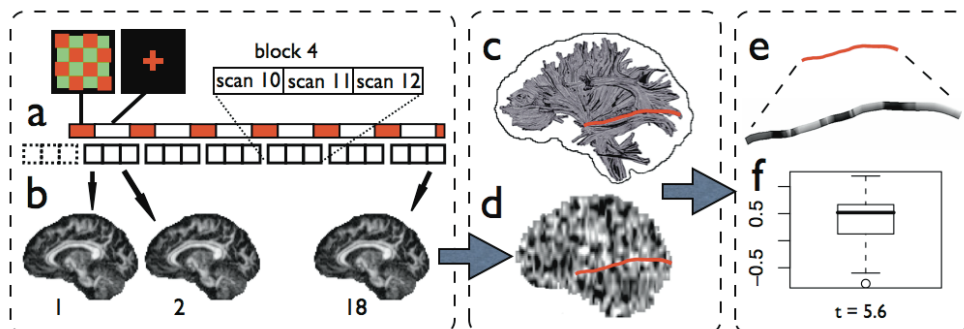 block 4
scan 10 scan 11 scan 12
a
b
1 2 18
c
d
e
f
0.5
-0.5
t = 5.6